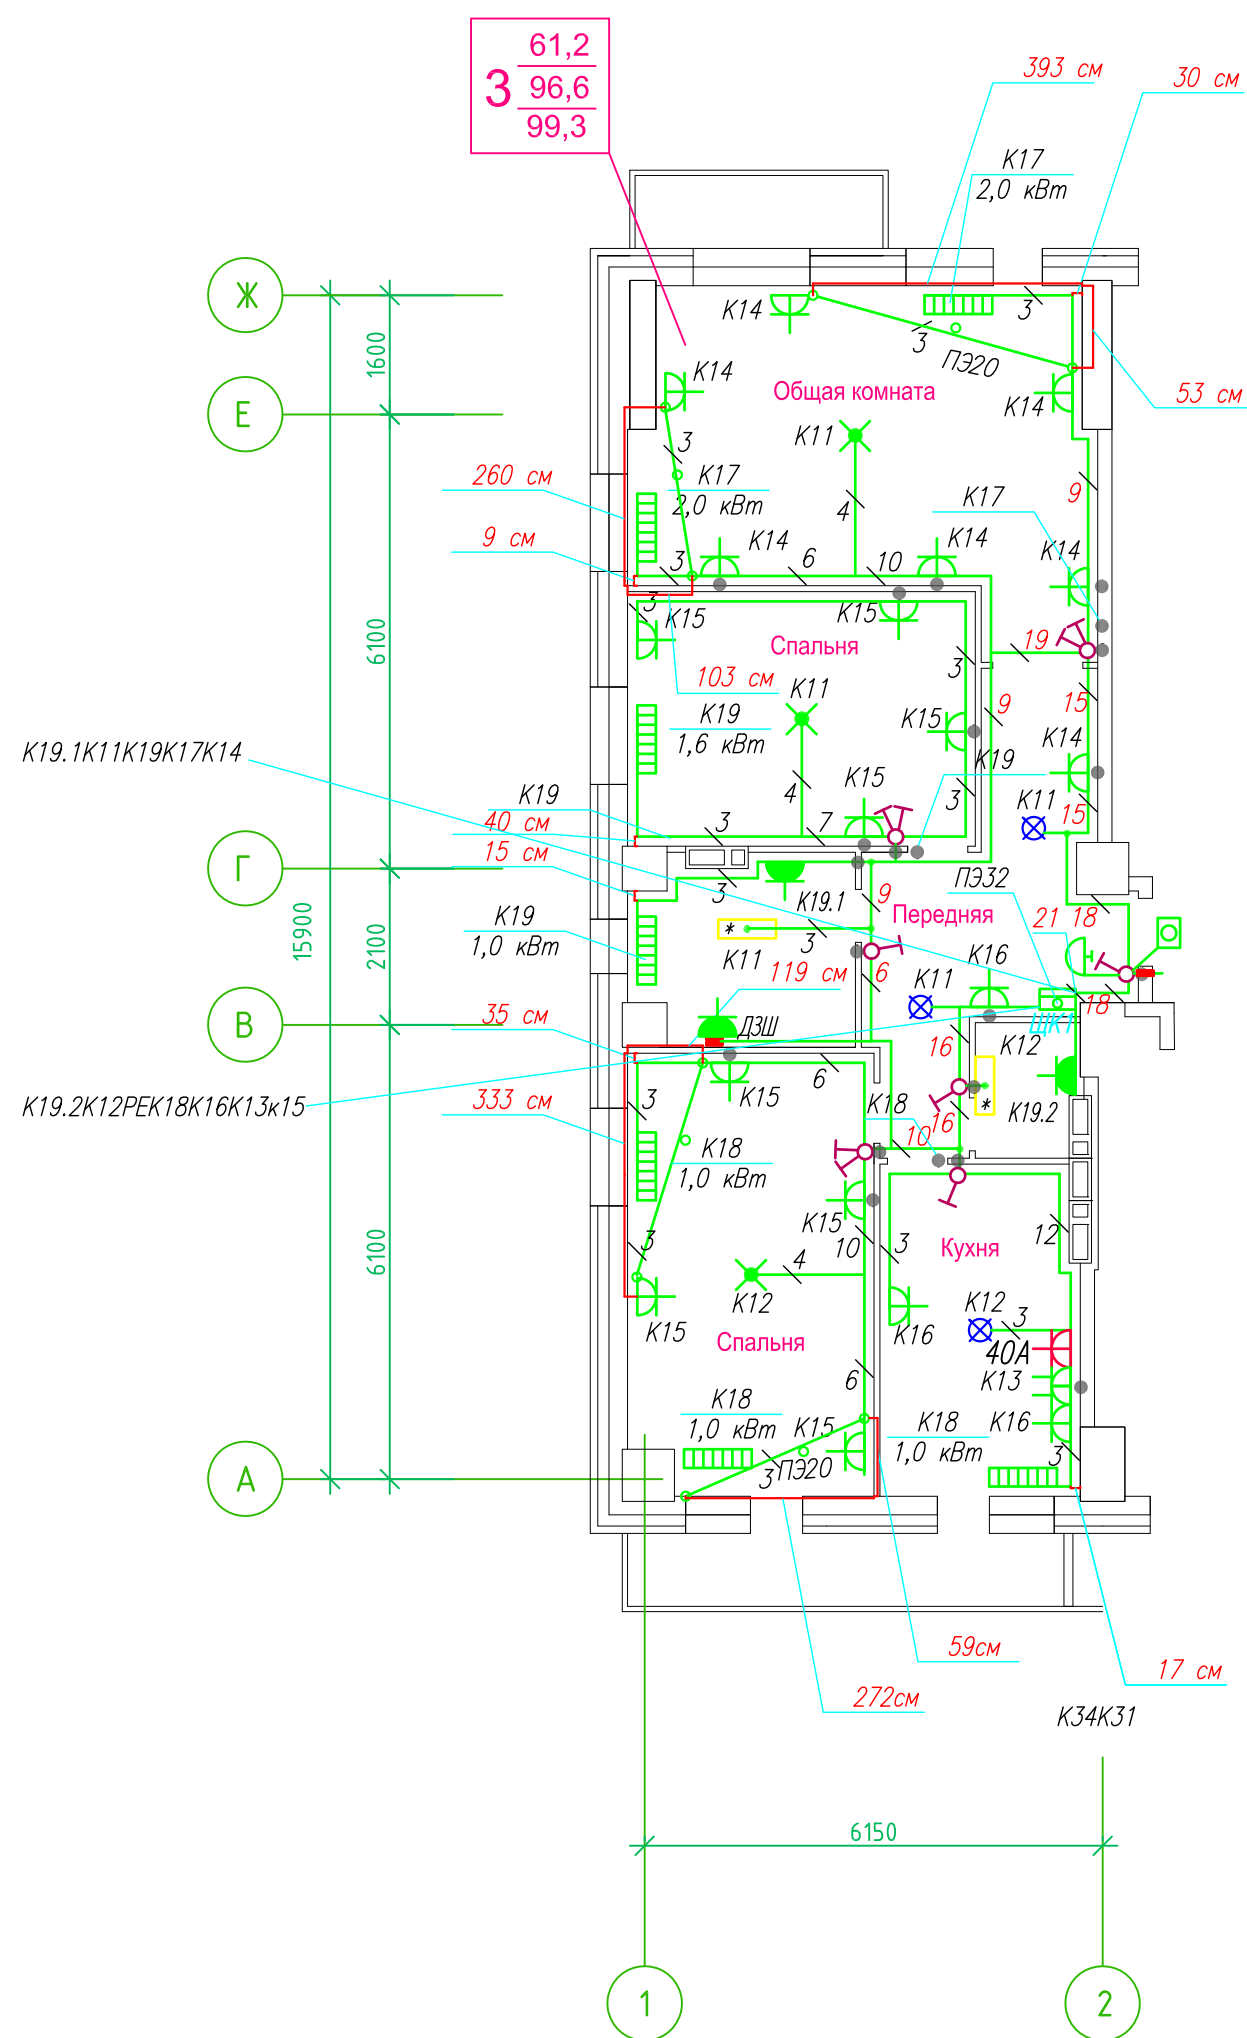 61,2
3 96,6
99,3
393 см
30 см
К17
2,0 кВт
Ж
К14
3
3
ПЭ20
1600
К14
Общая комната
К14
53 см
Е
К11
3
260 см
К17
2,0 кВт
4
К17
9
9 см
3
К14
6
10
К14
К14
3
К15
К15
6100
Спальня
3
19
103 см
К11
15
9
К19
1,6 кВт
К15
К14
К19.1К11К19К17К14
К19
4
К15
3
К19
К11
40 см
3
7
15
15 см
Г
3
ПЭ32
К19.1
9
Передняя
21 18
15900
2100
К19
1,0 кВт
*
3
К11
119 см
6
К16
К11
18
35 см
В
ДЗШ
ЩК1
16
К12
6
К15
К19.2К12РЕК18К16К13к15
333 см
3
К18
*
К19.2
16
10
К18
1,0 кВт
К15
6100
3
10
3
Кухня
12
4
К12
К12
3
К15
К16
40А
Спальня
6
К13
К18
1,0 кВт
К15
К18
1,0 кВт
К16
3
А
3
ПЭ20
59см
17 см
272см
К34К31
6150
1
2